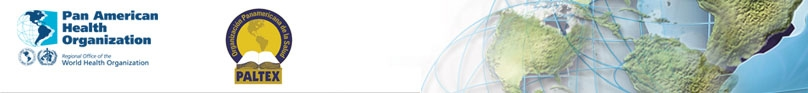 Pan American
Health
Organization
Regional Office of the
World Health Organization
Organización Panamericana de la Salud
PALTEX